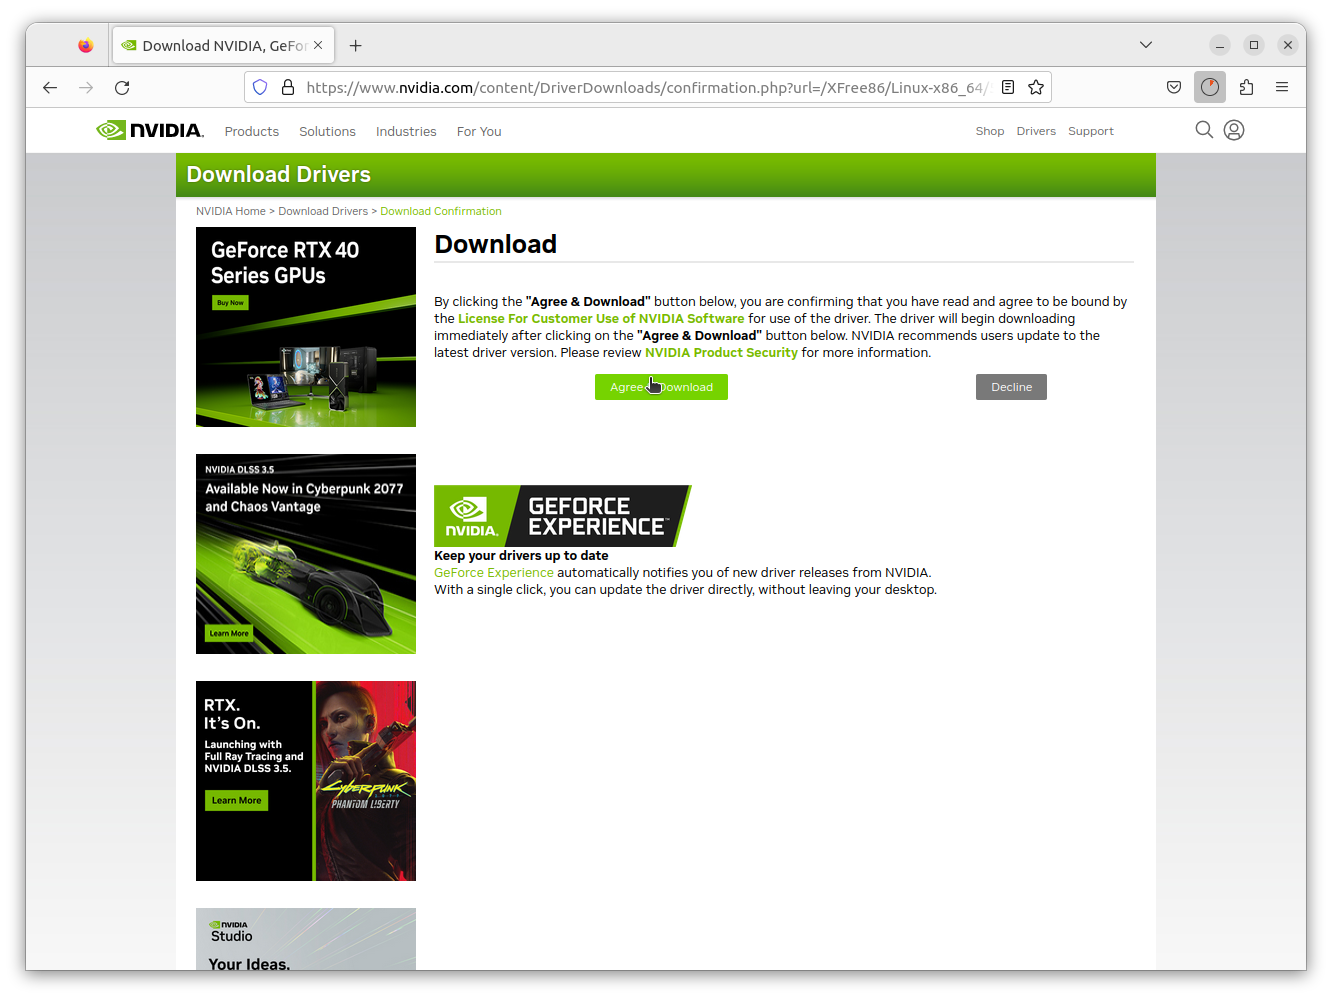 Download NVIDIA, GeFor
https://www.nvidia.com/content/DriverDownloads/confirmation.php?url=/XFree86/Linux-x86_64/
NVIDIA.
Products
Solutions
Industries
For You
Shop
Drivers
Support
Download Drivers
NVIDIA Home > Download Drivers > Download Confirmation
GeForce RTX 40
Series GPUs
Buy Now
NVIDIA DLSS 3.5
Available Now in Cyberpunk 2077
and Chaos Vantage
Learn More
RTX.
It's On.
Launching with
Full Ray Tracing and
NVIDIA DLSS 3.5.
Learn More
Cyberpunk
PHANTOM LIBERTY
NVIDIA
Studio
Your Ideas.
Download
By clicking the "Agree & Download" button below, you are confirming that you have read and agree to be bound by
the License For Customer Use of NVIDIA Software for use of the driver. The driver will begin downloading
immediately after clicking on the "Agree & Download" button below. NVIDIA recommends users update to the
latest driver version. Please review NVIDIA Product Security for more information.
Agree Download
Decline
NVIDIA.
GEFORCE
EXPERIENCE™
Keep your drivers up to date
GeForce Experience automatically notifies you of new driver releases from NVIDIA.
With a single click, you can update the driver directly, without leaving your desktop.